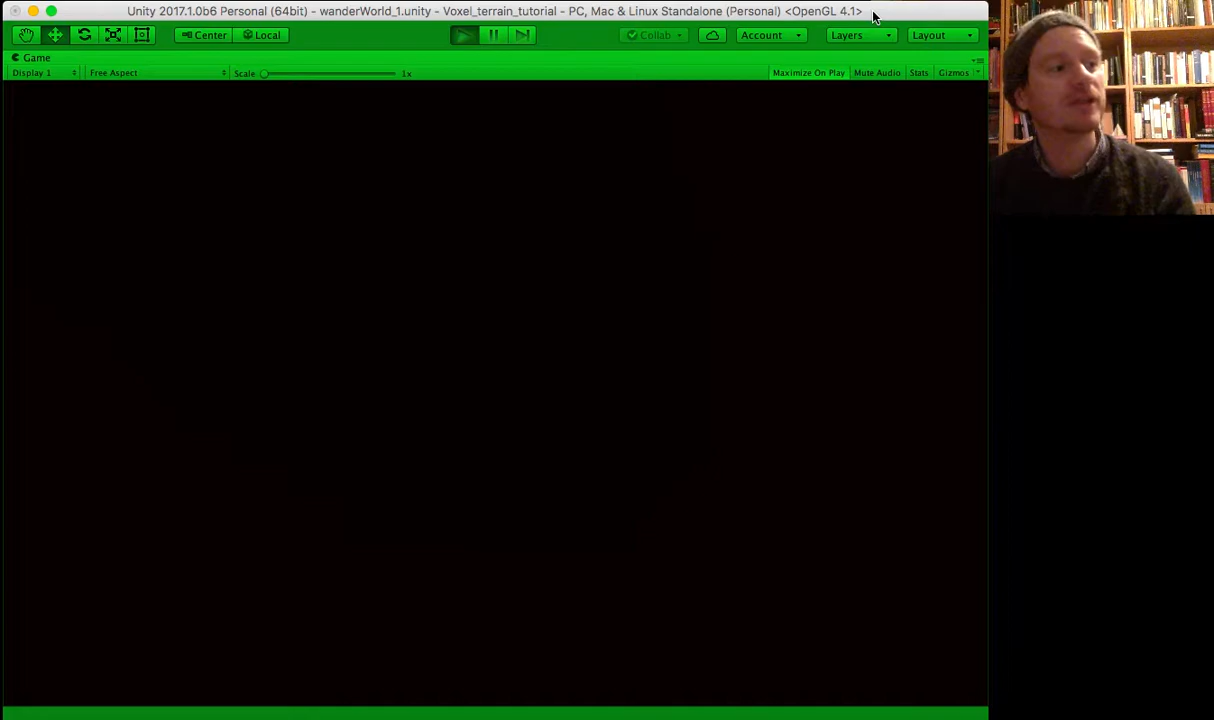 Unity 2017.1.0b6 Personal (64bit) - wanderWorld_1.unity - Voxel_terrain_tutorial - PC, Mac & Linux Standalone (Personal) <OpenGL 4.1>
Center Local Collab Account Layers Layout
Game
Display 1 Free Aspect Scale 1x Maximize On Play Mute Audio Stats Gizmos